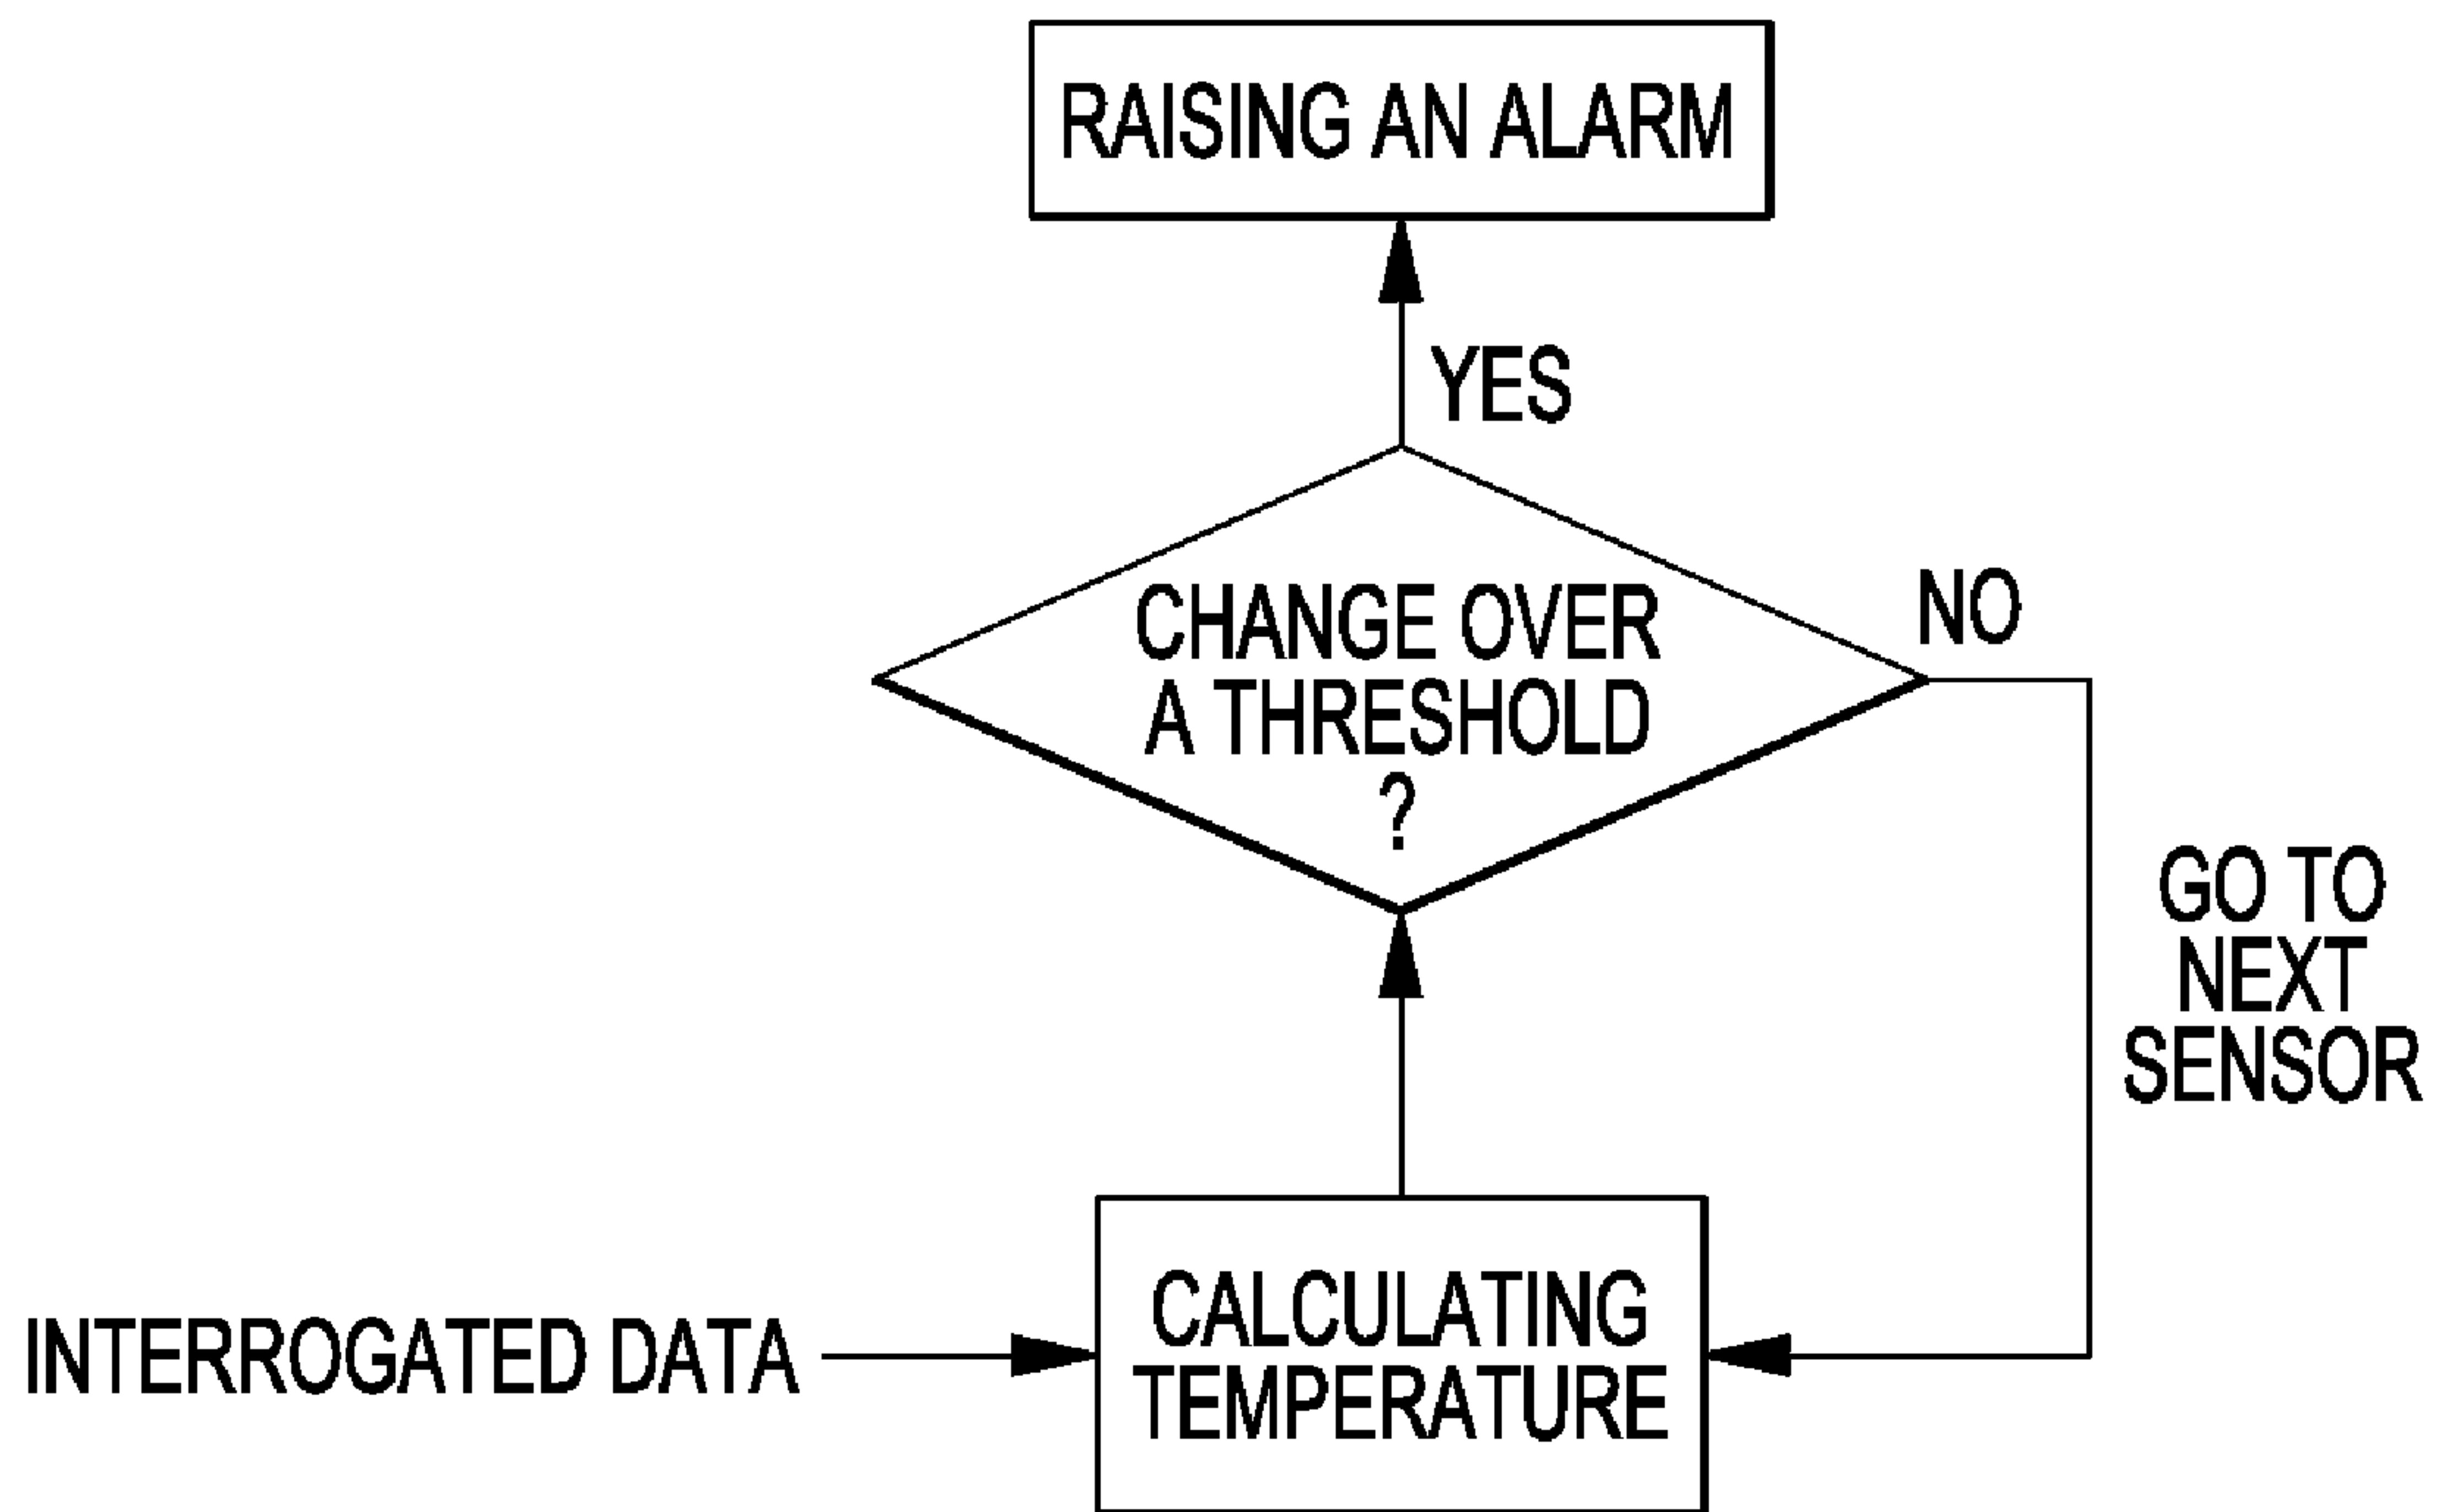 RAISING AN ALARM
YES
CHANGE OVER
A THRESHOLD
?
NO
GO TO
NEXT
SENSOR
INTERROGATED DATA
CALCULATING
TEMPERATURE